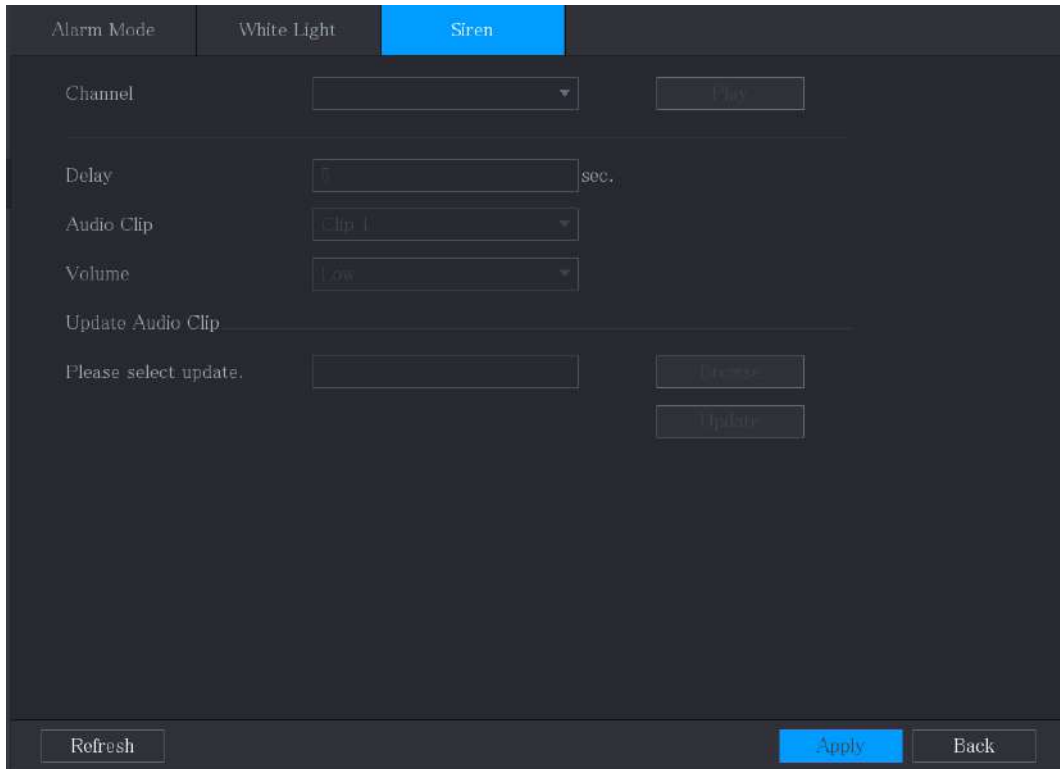 Alarm Mode White Light Siren
Channel Play
Delay 5 sec.
Audio Clip Clip 1
Volume Low
Update Audio Clip
Please select update. Browse
Update
Refresh Apply Back